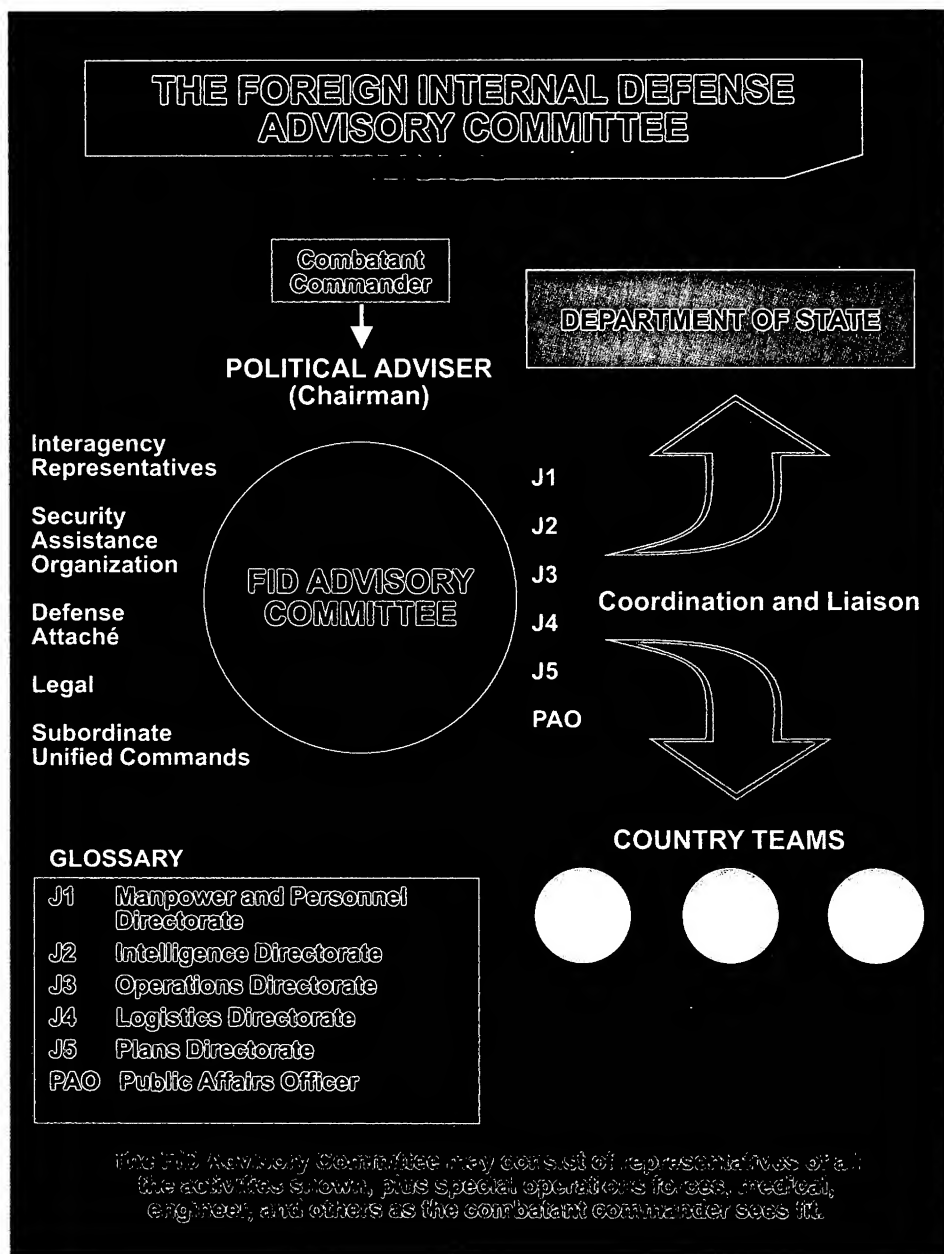 THE FOREIGN INTERNAL DEFENSE
ADVISORY COMMITTEE
Combatant
Commander
POLITICAL ADVISER
(Chairman)
DEPARTMENT OF STATE
Interagency
Representatives
Security
Assistance
Organization
Defense
Attaché
Legal
Subordinate
Unified Commands
FID ADVISORY
COMMITTEE
J1
J2
J3
J4
J5
PAO
Coordination and Liaison
COUNTRY TEAMS
GLOSSARY
J1 Manpower and Personnel
Directorate
J2 Intelligence Directorate
J3 Operations Directorate
J4 Logistics Directorate
J5 Plans Directorate
PAO Public Affairs Officer
The FID Advisory Committee may consist of representatives of all
the activities shown, plus special operations forces, medical,
engineer, and others as the combatant commander sees fit.